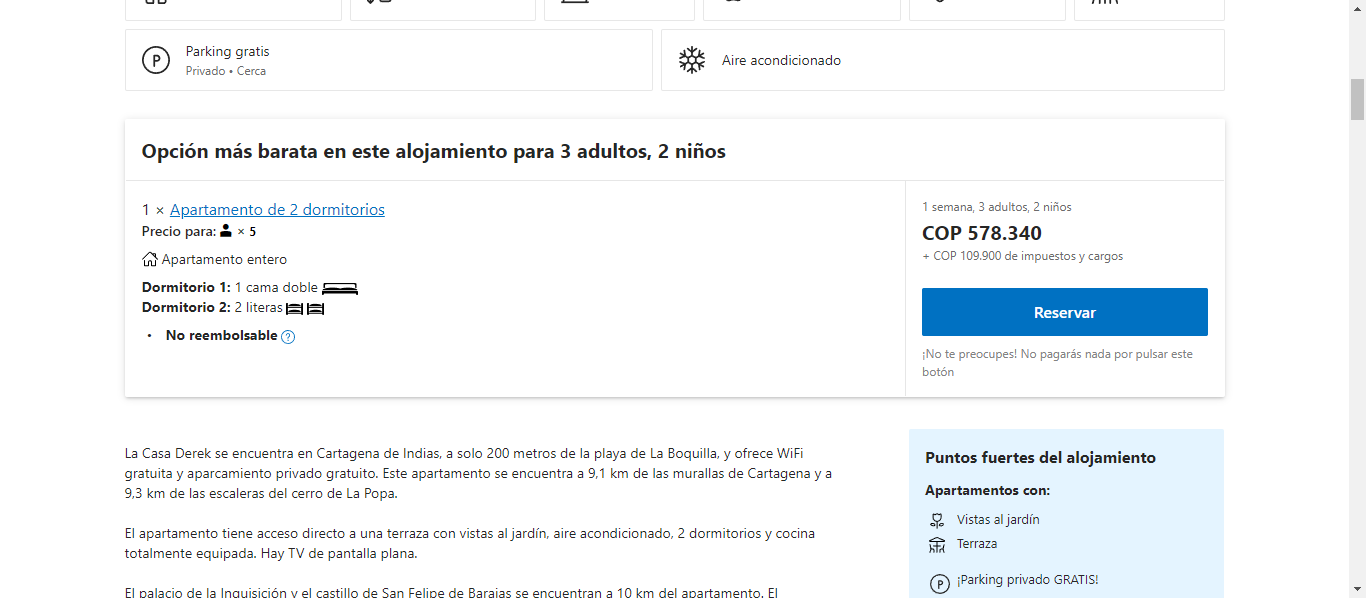 Parking gratis
Privado • Cerca
Aire acondicionado
Opción más barata en este alojamiento para 3 adultos, 2 niños
1 × Apartamento de 2 dormitorios
Precio para: × 5
Apartamento entero
Dormitorio 1: 1 cama doble
Dormitorio 2: 2 literas
• No reembolsable
1 semana, 3 adultos, 2 niños
COP 578.340
+ COP 109.900 de impuestos y cargos
Reservar
¡No te preocupes! No pagarás nada por pulsar este
botón
La Casa Derek se encuentra en Cartagena de Indias, a solo 200 metros de la playa de La Boquilla, y ofrece WiFi
gratuita y aparcamiento privado gratuito. Este apartamento se encuentra a 9,1 km de las murallas de Cartagena y a
9,3 km de las escaleras del cerro de La Popa.
El apartamento tiene acceso directo a una terraza con vistas al jardín, aire acondicionado, 2 dormitorios y cocina
totalmente equipada. Hay TV de pantalla plana.
El palacio de la Inquisición y el castillo de San Felipe de Barajas se encuentran a 10 km del apartamento. El
Puntos fuertes del alojamiento
Apartamentos con:
Vistas al jardín
Terraza
¡Parking privado GRATIS!